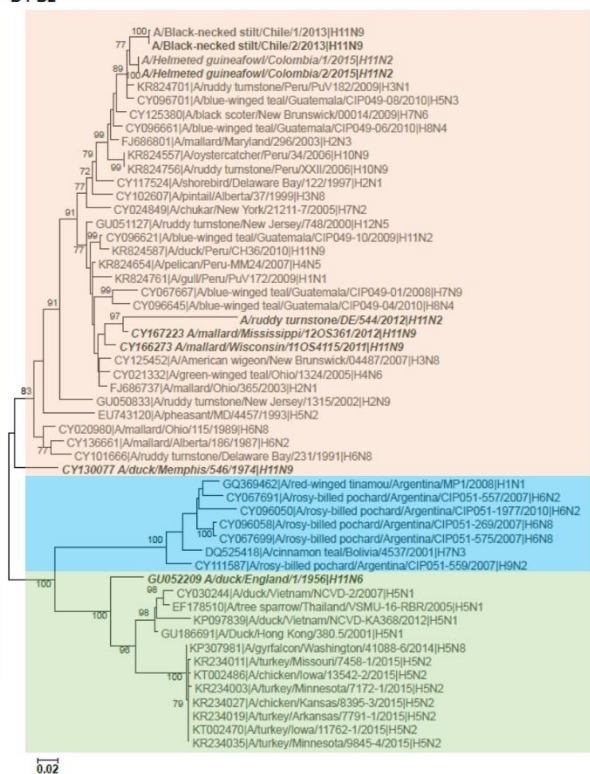 100 A/Black-necked stilt/Chile/1/2013|H11N9
77 A/Black-necked stilt/Chile/2/2013|H11N9
A/Helmeted guineafowl/Colombia/1/2015|H11N2
89 100 A/Helmeted guineafowl/Colombia/2/2015|H11N2
KR824701|A/ruddy turnstone/Peru/PuV182/2009|H3N1
CY096701|A/blue-winged teal/Guatemala/CIP049-08/2010|H5N3
CY125380|A/black scoter/New Brunswick/00014/2009|H7N6
CY096661|A/blue-winged teal/Guatemala/CIP049-06/2010|H8N4
99 FJ686801|A/mallard/Maryland/296/2003|H2N3
79 KR824557|A/oystercatcher/Peru/34/2006|H10N9
72 99 KR824756|A/ruddy turnstone/Peru/XXII/2006|H10N9
77 CY117524|A/shorebird/Delaware Bay/122/1997|H2N1
CY102607|A/pintail/Alberta/37/1999|H3N8
91 CY024849|A/chukar/New York/21211-7/2005|H7N2
GU051127|A/ruddy turnstone/New Jersey/748/2000|H12N5
99 CY096621|A/blue-winged teal/Guatemala/CIP049-10/2009|H11N2
77 KR824587|A/duck/Peru/CH36/2010|H11N9
KR824654|A/pelican/Peru-MM24/2007|H4N5
KR824761|A/gull/Peru/PuV172/2009|H1N1
99 CY067667|A/blue-winged teal/Guatemala/CIP049-01/2008|H7N9
91 CY096645|A/blue-winged teal/Guatemala/CIP049-04/2010|H8N4
97 A/ruddy turnstone/DE/544/2012|H11N2
CY167223 A/mallard/Mississippi/12OS361/2012|H11N9
CY166273 A/mallard/Wisconsin/11OS4115/2011|H11N9
CY125452|A/American wigeon/New Brunswick/04487/2007|H3N8
CY021332|A/green-winged teal/Ohio/1324/2005|H4N6
83 FJ686737|A/mallard/Ohio/365/2003|H2N1
GU050833|A/ruddy turnstone/New Jersey/1315/2002|H2N9
EU743120|A/pheasant/MD/4457/1993|H5N2
CY020980|A/mallard/Ohio/115/1989|H6N8
CY136661|A/mallard/Alberta/186/1987|H6N2
77 CY101666|A/ruddy turnstone/Delaware Bay/231/1991|H6N8
CY130077 A/duck/Memphis/546/1974|H11N9
GQ369462|A/red-winged tinamou/Argentina/MP1/2008|H1N1
CY067691|A/rosy-billed pochard/Argentina/CIP051-557/2007|H6N2
CY096050|A/rosy-billed pochard/Argentina/CIP051-1977/2010|H6N2
CY096058|A/rosy-billed pochard/Argentina/CIP051-269/2007|H6N8
100 100 CY067699|A/rosy-billed pochard/Argentina/CIP051-575/2007|H6N8
DQ525418|A/cinnamon teal/Bolivia/4537/2001|H7N3
CY111587|A/rosy-billed pochard/Argentina/CIP051-559/2007|H9N2
100 GU052209 A/duck/England/1/1956|H11N6
98 CY030244|A/duck/Vietnam/NCVD-2/2007|H5N1
100 EF178510|A/tree sparrow/Thailand/VSMU-16-RBR/2005|H5N1
98 KP097839|A/duck/Vietnam/NCVD-KA368/2012|H5N1
GU186691|A/Duck/Hong Kong/380.5/2001|H5N1
96 KP307981|A/gyrfalcon/Washington/41088-6/2014|H5N8
KR234011|A/turkey/Missouri/7458-1/2015|H5N2
100 KT002486|A/chicken/Iowa/13542-2/2015|H5N2
KR234003|A/turkey/Minnesota/7172-1/2015|H5N2
79 KR234027|A/chicken/Kansas/8395-3/2015|H5N2
KR234019|A/turkey/Arkansas/7791-1/2015|H5N2
KT002470|A/turkey/Iowa/11762-1/2015|H5N2
KR234035|A/turkey/Minnesota/9845-4/2015|H5N2
0.02